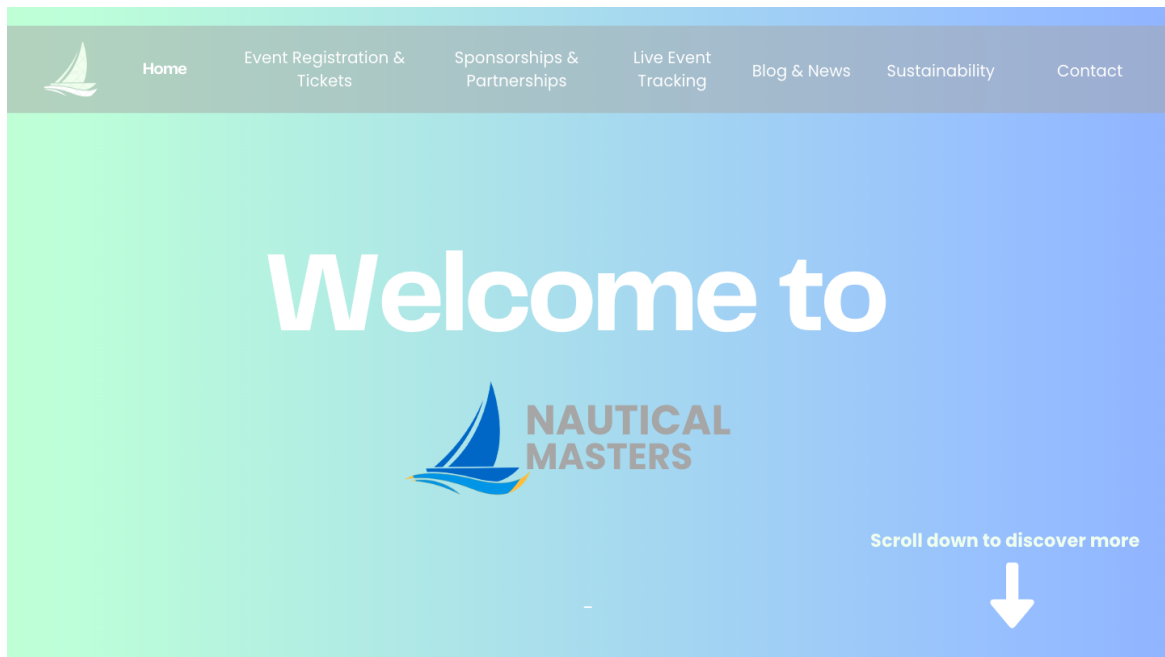 Home
Event Registration &
Tickets
Sponsorships &
Partnerships
Live Event
Tracking
Blog & News
Sustainability
Contact
Welcome to
NAUTICAL
MASTERS
Scroll down to discover more